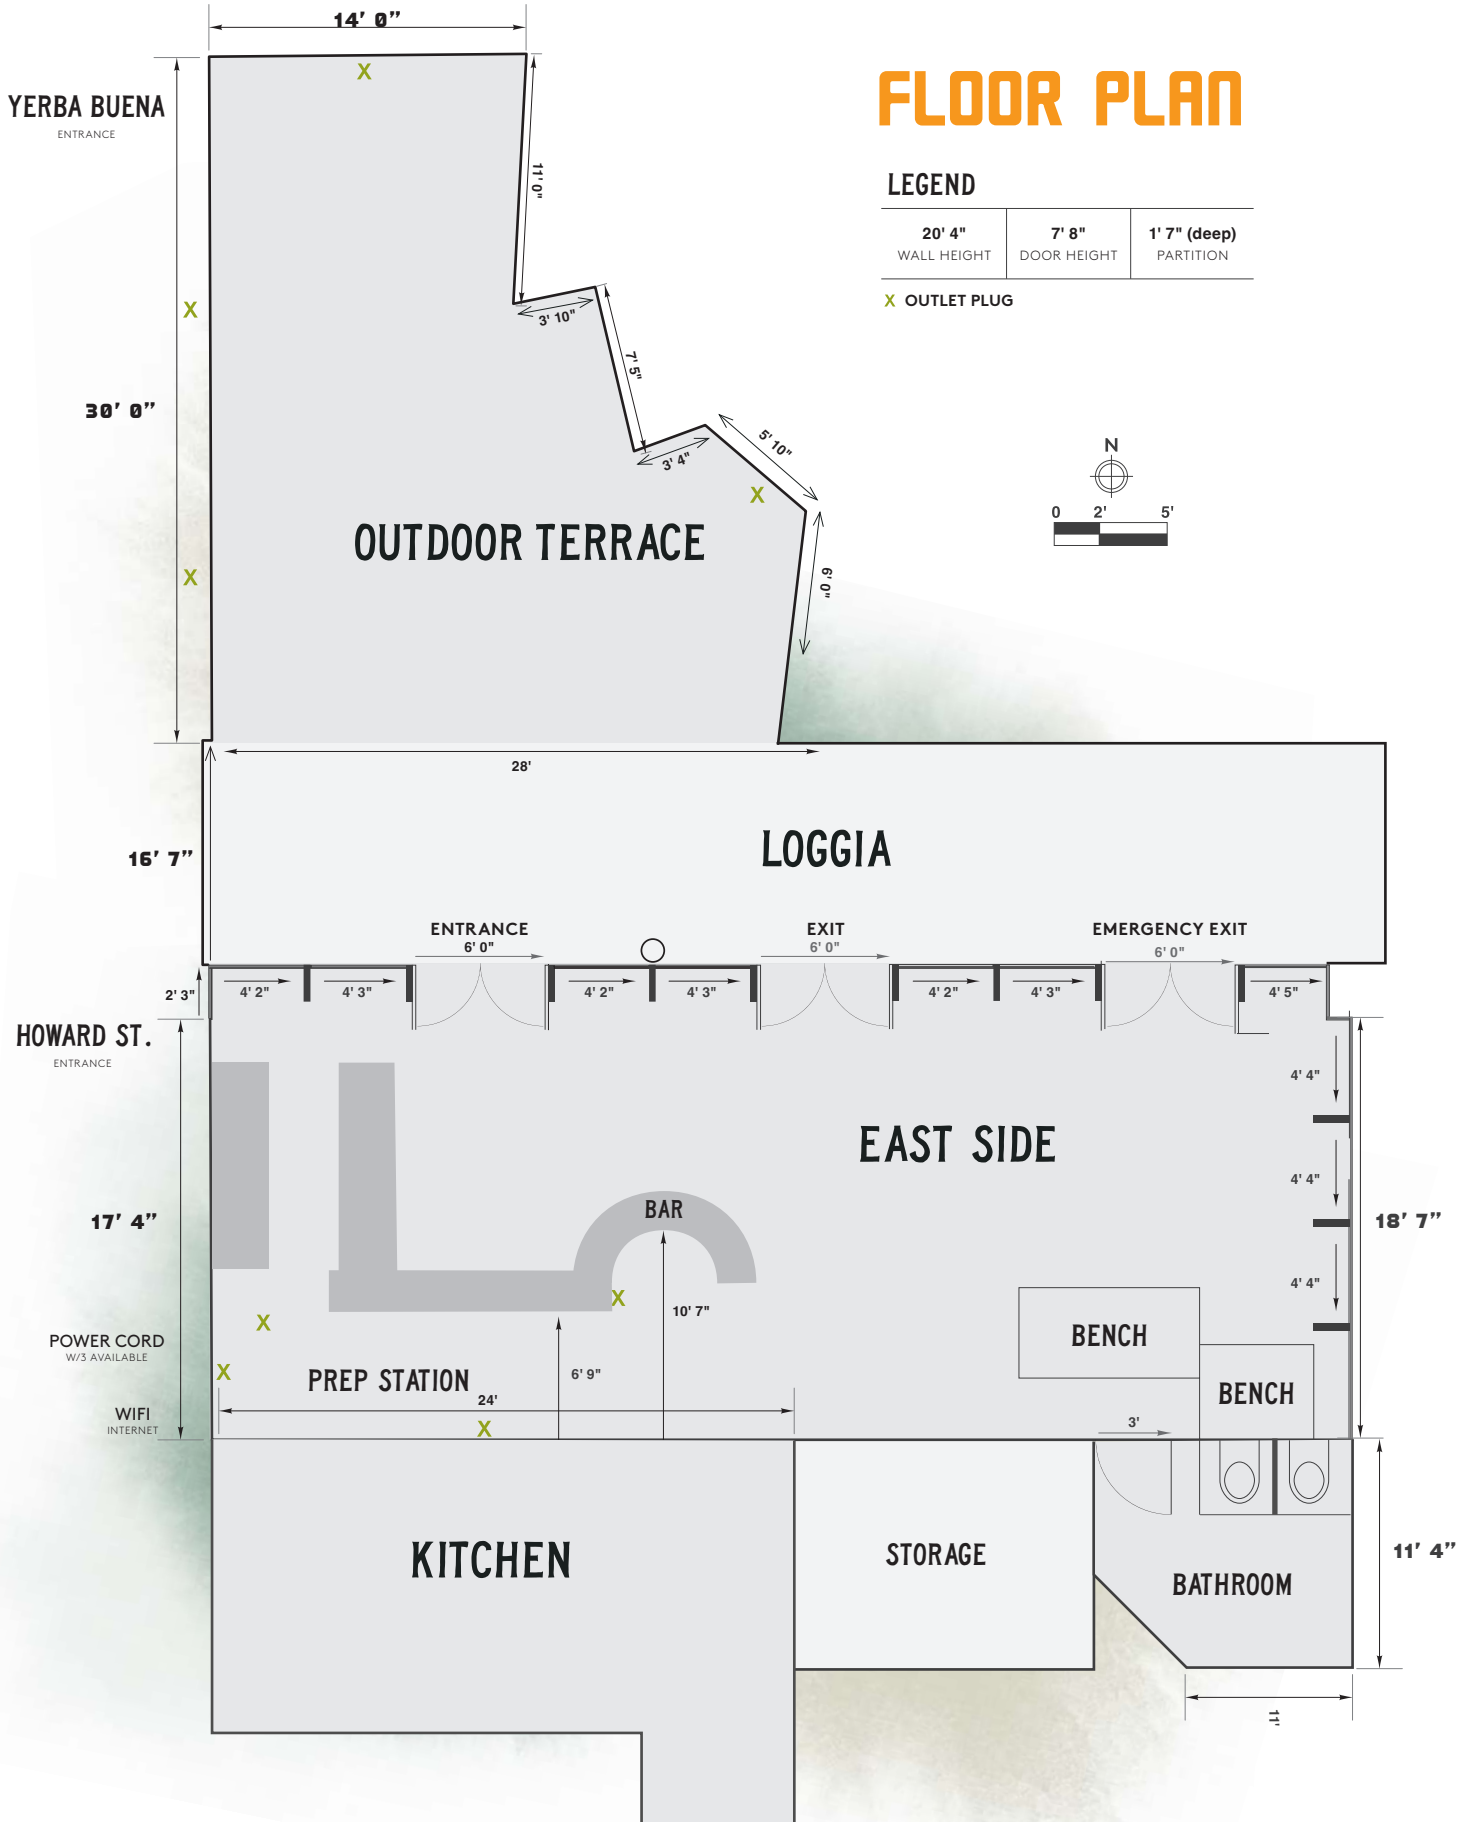 14' 0"
YERBA BUENA
ENTRANCE
X
11' 0"
FLOOR PLAN
LEGEND
20' 4"
WALL HEIGHT
7' 8"
DOOR HEIGHT
1' 7" (deep)
PARTITION
X OUTLET PLUG
X
3' 10"
7' 5"
30' 0"
5' 10"
3' 4"
X
N
0 2' 5'
OUTDOOR TERRACE
X
6' 0"
28'
16' 7"
LOGGIA
ENTRANCE
6' 0"
EXIT
6' 0"
EMERGENCY EXIT
6' 0"
2' 3"
4' 2"
4' 3"
4' 2"
4' 3"
4' 2"
4' 3"
4' 5"
HOWARD ST.
ENTRANCE
4' 4"
EAST SIDE
4' 4"
17' 4"
BAR
18' 7"
4' 4"
X
10' 7"
X
POWER CORD
W/3 AVAILABLE
BENCH
X
PREP STATION
6' 9"
BENCH
24'
WIFI
INTERNET
X
3'
KITCHEN
STORAGE
11' 4"
BATHROOM
11'